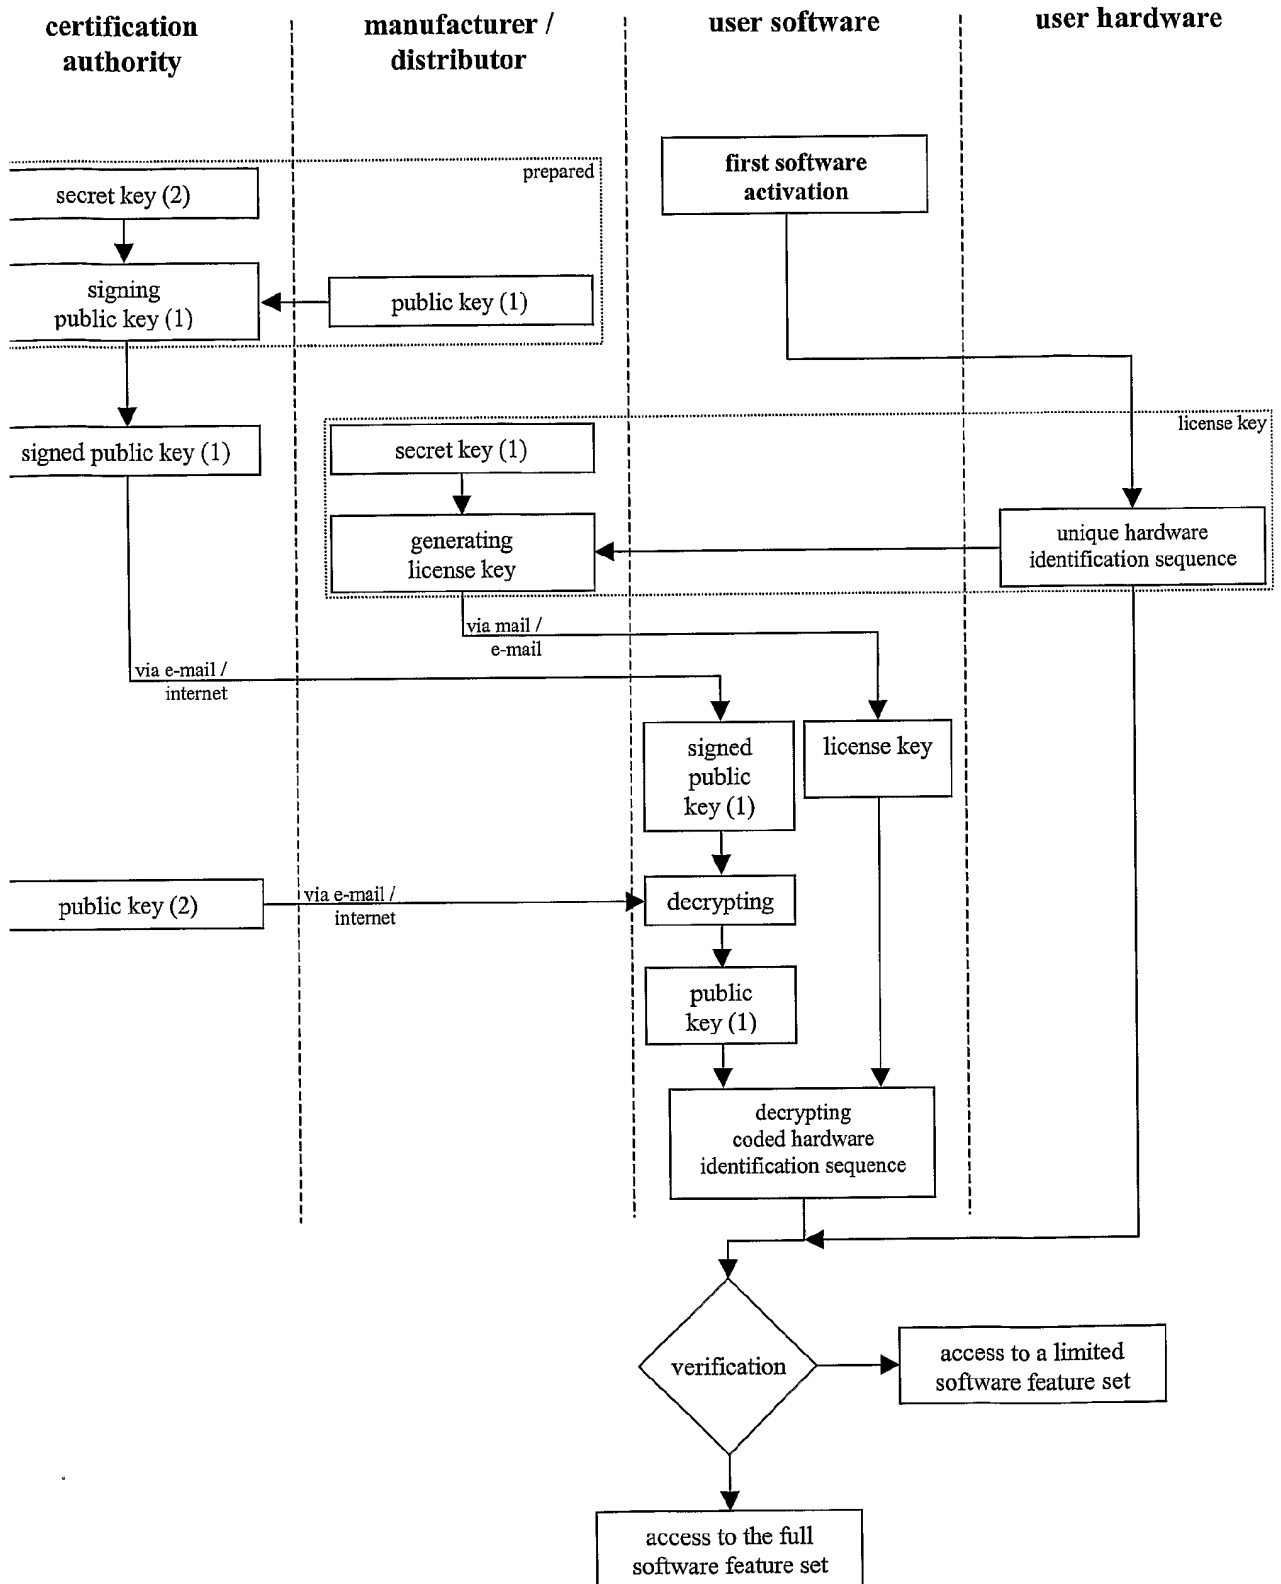 certification
authority
manufacturer /
distributor
user software
user hardware
prepared
first software
activation
secret key (2)
signing
public key (1)
public key (1)
license key
signed public key (1)
secret key (1)
generating
license key
unique hardware
identification sequence
via mail /
e-mail
via e-mail /
internet
signed
public
key (1)
license key
public key (2)
via e-mail /
internet
decrypting
public
key (1)
decrypting
coded hardware
identification sequence
verification
access to a limited
software feature set
access to the full
software feature set